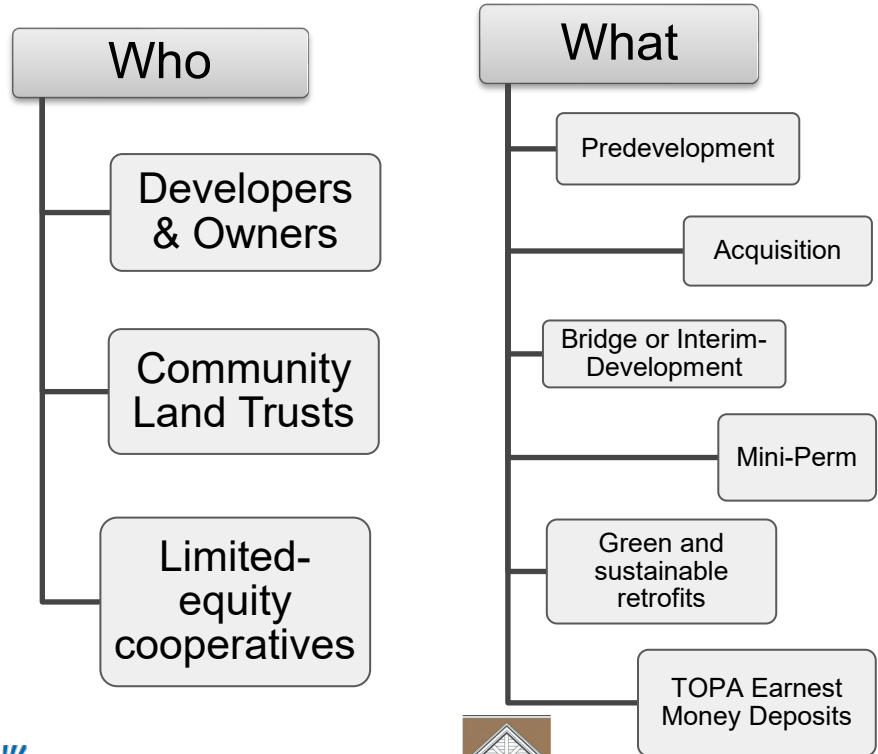 Who
Developers
& Owners
Community
Land Trusts
Limited-
equity
cooperatives
What
Predevelopment
Acquisition
Bridge or Interim-
Development
Mini-Perm
Green and
sustainable
retrofits
TOPA Earnest
Money Deposits